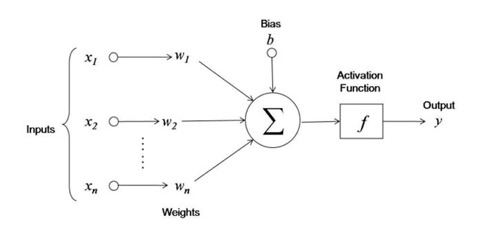 Bias
b
x1 w1
Activation
Function
Inputs
x2 w2
Σ
f
Output
y
xn wn
Weights